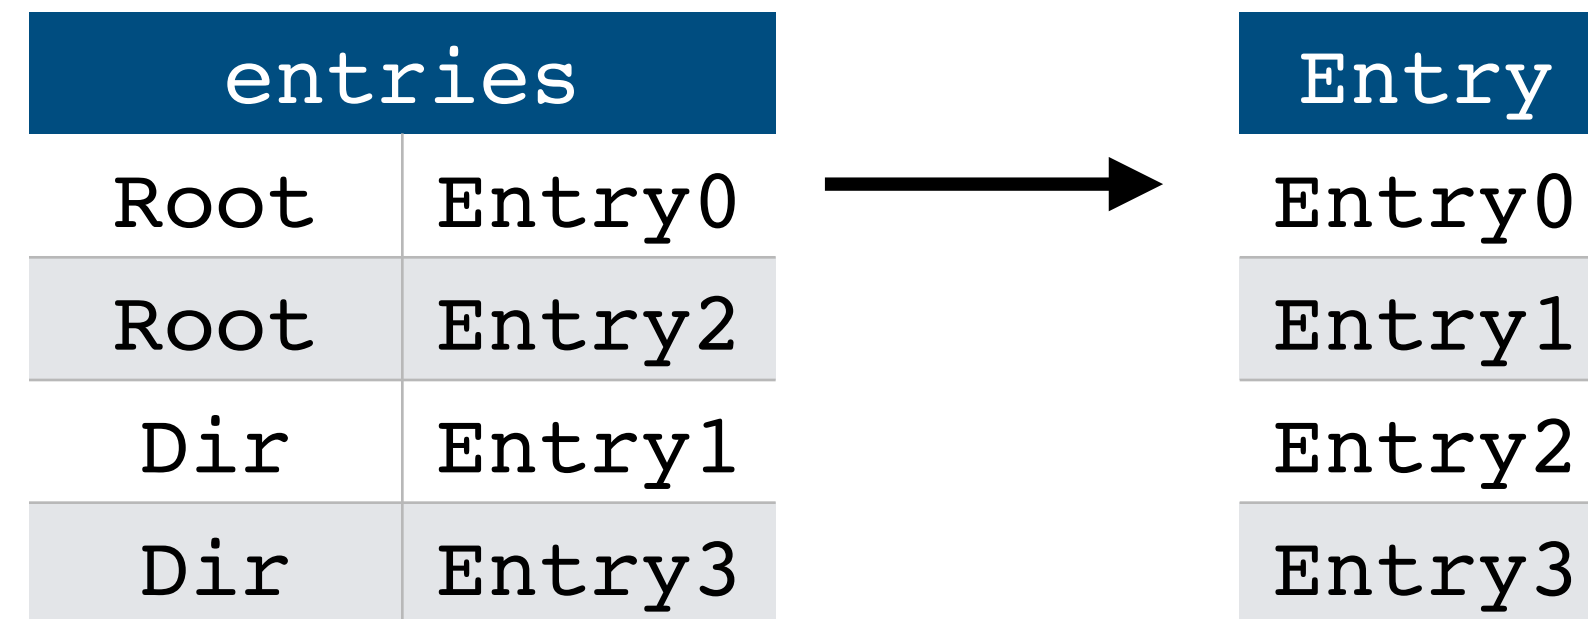 entries
Root Entry0
Root Entry2
Dir Entry1
Dir Entry3
Entry
Entry0
Entry1
Entry2
Entry3